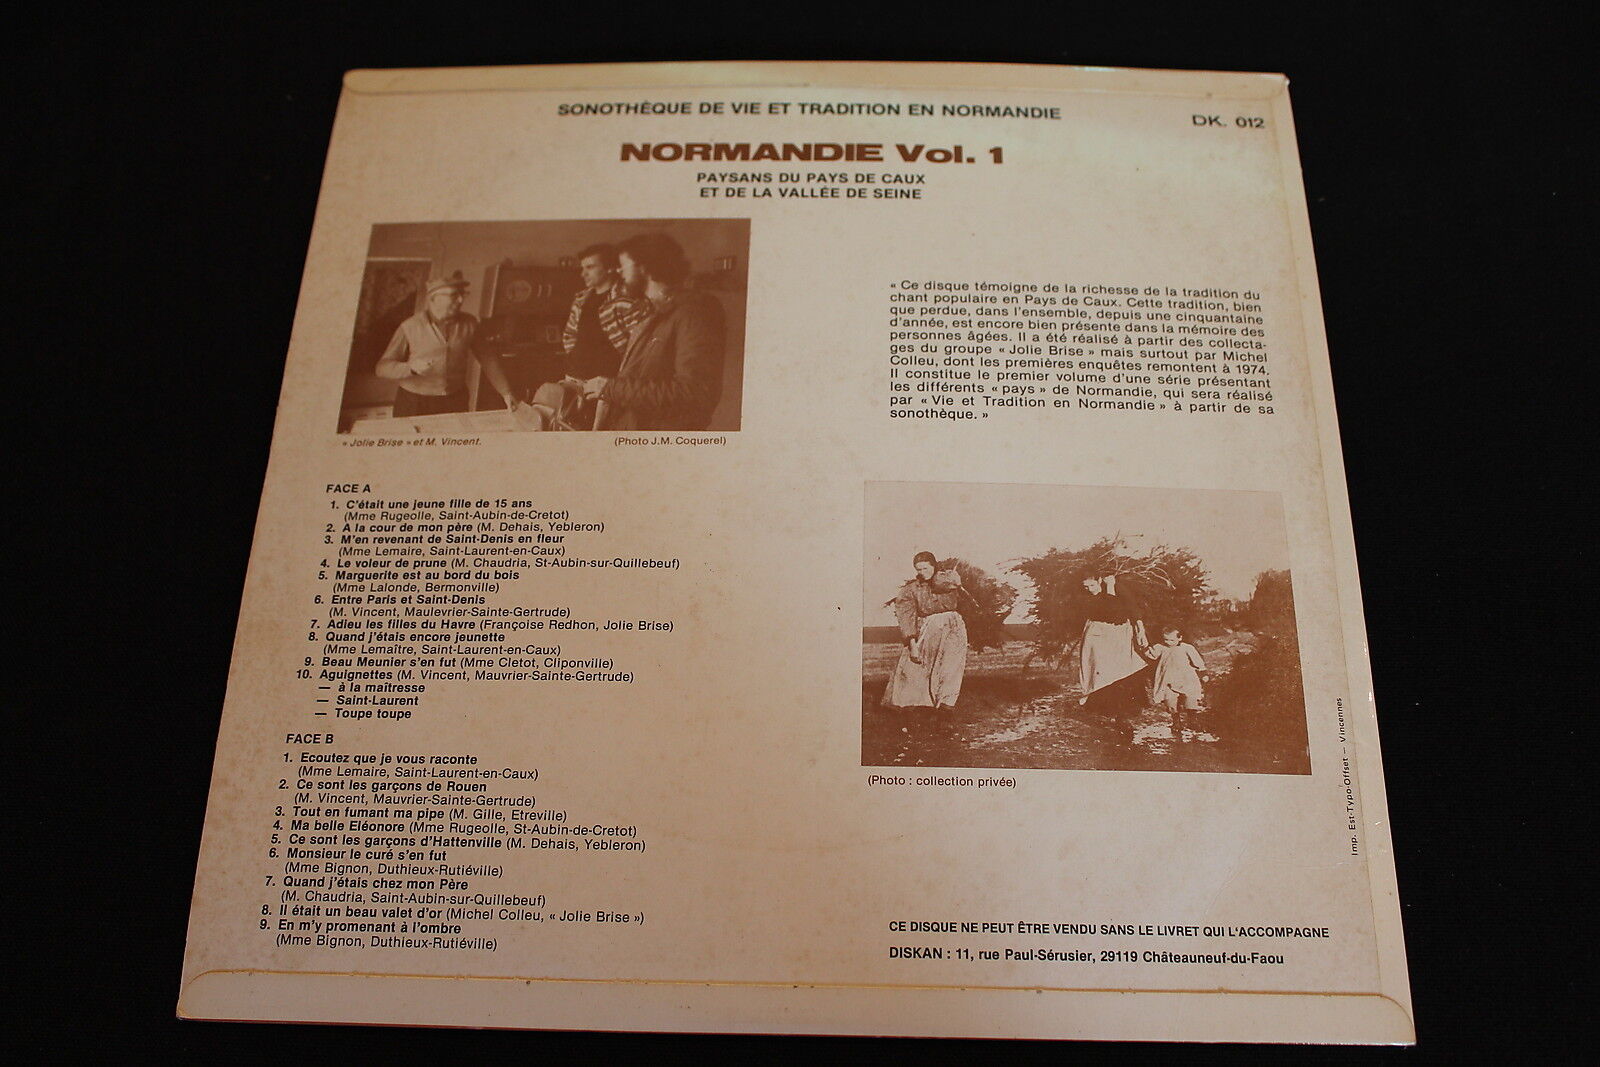 SONOTHÈQUE DE VIE ET TRADITION EN NORMANDIE
DK. 012
NORMANDIE Vol. 1
PAYSANS DU PAYS DE CAUX
ET DE LA VALLÉE DE SEINE
« Ce disque témoigne de la richesse de la tradition du
chant populaire en Pays de Caux. Cette tradition, bien
que perdue, dans l'ensemble, depuis une cinquantaine
d'année, est encore bien présente dans la mémoire des
personnes âgées. Il a été réalisé à partir des collecta-
ges du groupe « Jolie Brise » mais surtout par Michel
Colleu, dont les premières enquêtes remontent à 1974.
Il constitue le premier volume d'une série présentant
les différents « pays » de Normandie, qui sera réalisé
par « Vie et Tradition en Normandie » à partir de sa
sonothèque. »
« Jolie Brise » et M. Vincent.
(Photo J.M. Coquerel)
FACE A
1. C'était une jeune fille de 15 ans
(Mme Rugeolle, Saint-Aubin-de-Cretot)
2. A la cour de mon père (M. Dehais, Yebleron)
3. M'en revenant de Saint-Denis en fleur
(Mme Lemaire, Saint-Laurent-en-Caux)
4. Le voleur de prune (M. Chaudria, St-Aubin-sur-Quillebeuf)
5. Marguerite est au bord du bois
(Mme Lalonde, Bermonville)
6. Entre Paris et Saint-Denis
(M. Vincent, Maulevrier-Sainte-Gertrude)
7. Adieu les filles du Havre (Françoise Redhon, Jolie Brise)
8. Quand j'étais encore jeunette
(Mme Lemaître, Saint-Laurent-en-Caux)
9. Beau Meunier s'en fut (Mme Cletot, Cliponville)
10. Aguignettes (M. Vincent, Mauvrier-Sainte-Gertrude)
— à la maîtresse
— Saint-Laurent
— Toupe toupe
FACE B
1. Ecoutez que je vous raconte
(Mme Lemaire, Saint-Laurent-en-Caux)
2. Ce sont les garçons de Rouen
(M. Vincent, Mauvrier-Sainte-Gertrude)
3. Tout en fumant ma pipe (M. Gille, Etreville)
4. Ma belle Eléonore (Mme Rugeolle, St-Aubin-de-Cretot)
5. Ce sont les garçons d'Hattenville (M. Dehais, Yebleron)
6. Monsieur le curé s'en fut
(Mme Bignon, Duthieux-Rutiéville)
7. Quand j'étais chez mon Père
(M. Chaudria, Saint-Aubin-sur-Quillebeuf)
8. Il était un beau valet d'or (Michel Colleu, « Jolie Brise »)
9. En m'y promenant à l'ombre
(Mme Bignon, Duthieux-Rutiéville)
(Photo : collection privée)
Imp. Est-Typo-Offset — Vincennes
CE DISQUE NE PEUT ÊTRE VENDU SANS LE LIVRET QUI L'ACCOMPAGNE
DISKAN : 11, rue Paul-Sérusier, 29119 Châteauneuf-du-Faou